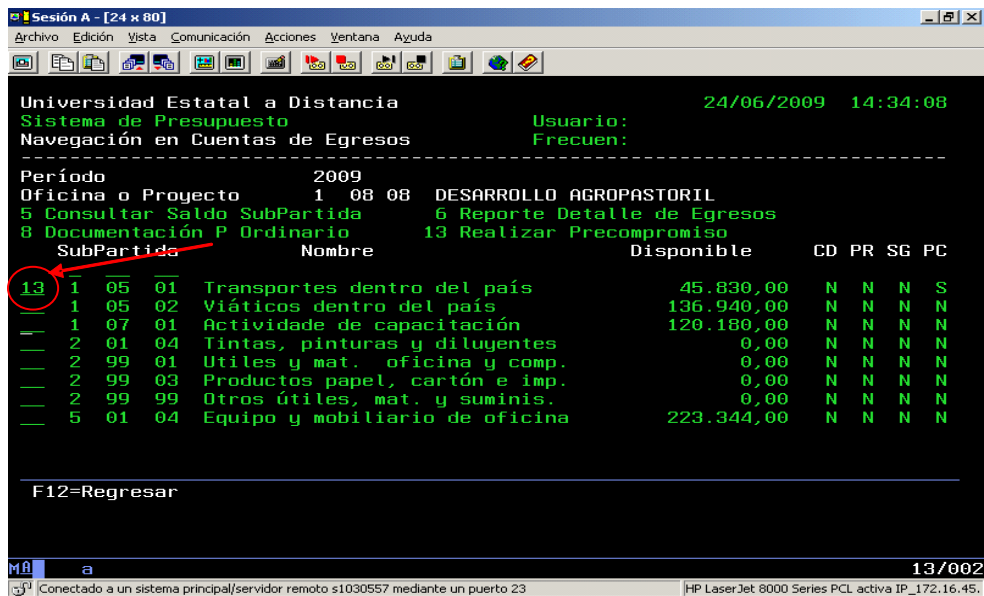 Sesión A - [24 x 80]
Archivo Edición Vista Comunicación Acciones Ventana Ayuda
Universidad Estatal a Distancia 24/06/2009 14:34:08
Sistema de Presupuesto Usuario:
Navegación en Cuentas de Egresos Frecuen:
Período 2009
Oficina o Proyecto 1 08 08 DESARROLLO AGROPASTORIL
5 Consultar Saldo SubPartida 6 Reporte Detalle de Egresos
8 Documentación P Ordinario 13 Realizar Precompromiso
SubPartida Nombre Disponible CD PR SG PC
13 1 05 01 Transportes dentro del país 45.830,00 N N N S
1 05 02 Viáticos dentro del país 136.940,00 N N N N
1 07 01 Actividade de capacitación 120.180,00 N N N N
2 01 04 Tintas, pinturas y diluyentes 0,00 N N N N
2 99 01 Utiles y mat. oficina y comp. 0,00 N N N N
2 99 03 Productos papel, cartón e imp. 0,00 N N N N
2 99 99 Otros útiles, mat. y suminis. 0,00 N N N N
5 01 04 Equipo y mobiliario de oficina 223.344,00 N N N N
F12=Regresar
MA a 13/002
Conectado a un sistema principal/servidor remoto s1030557 mediante un puerto 23 HP LaserJet 8000 Series PCL activa IP_172.16.45.